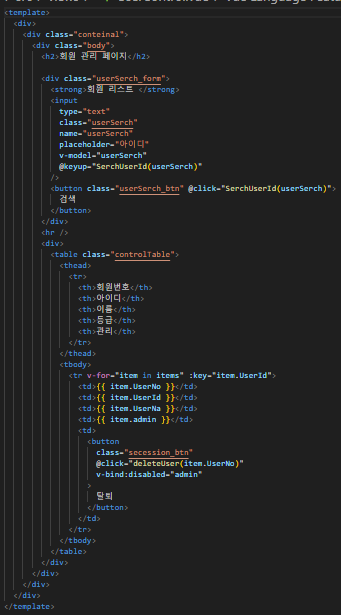 <template>
<div>
<div class="conteinal">
<div class="body">
<h2>회원 관리 페이지</h2>
<div class="userSerch_form">
<strong>회원 리스트 </strong>
<input
type="text"
class="userSerch"
name="userSerch"
placeholder="아이디"
v-model="userSerch"
@keyup="SerchUserId(userSerch)"
/>
<button class="userSerch_btn" @click="SerchUserId(userSerch)">
검색
</button>
</div>
<hr />
<div>
<table class="controlTable">
<thead>
<tr>
<th>회원번호</th>
<th>아이디</th>
<th>이름</th>
<th>등급</th>
<th>관리</th>
</tr>
</thead>
<tbody>
<tr v-for="item in items" :key="item.UserId">
<td>{{ item.UserNo }}</td>
<td>{{ item.UserId }}</td>
<td>{{ item.UserNa }}</td>
<td>{{ item.admin }}</td>
<td>
<button
class="secession_btn"
@click="deleteUser(item.UserNo)"
v-bind:disabled="admin"
>
탈퇴
</button>
</td>
</tr>
</tbody>
</table>
</div>
</div>
</div>
</div>
</template>